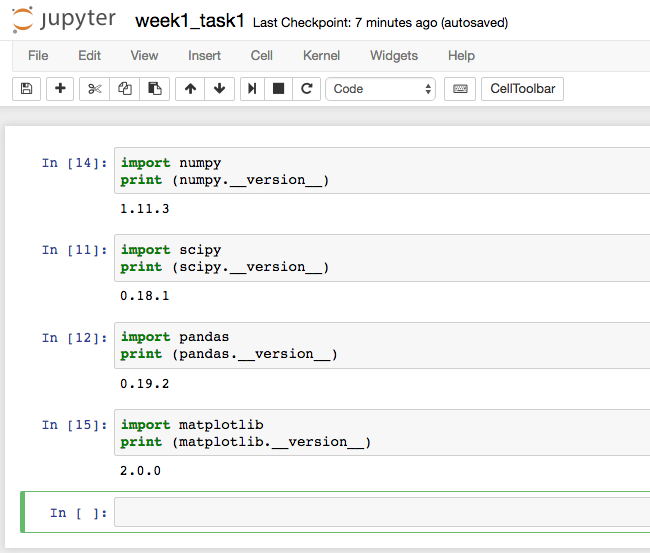 jupyter week1_task1 Last Checkpoint: 7 minutes ago (autosaved)
File Edit View Insert Cell Kernel Widgets Help
Code CellToolbar
In [14]: import numpy
print (numpy.__version__)
1.11.3
In [11]: import scipy
print (scipy.__version__)
0.18.1
In [12]: import pandas
print (pandas.__version__)
0.19.2
In [15]: import matplotlib
print (matplotlib.__version__)
2.0.0
In [ ]: